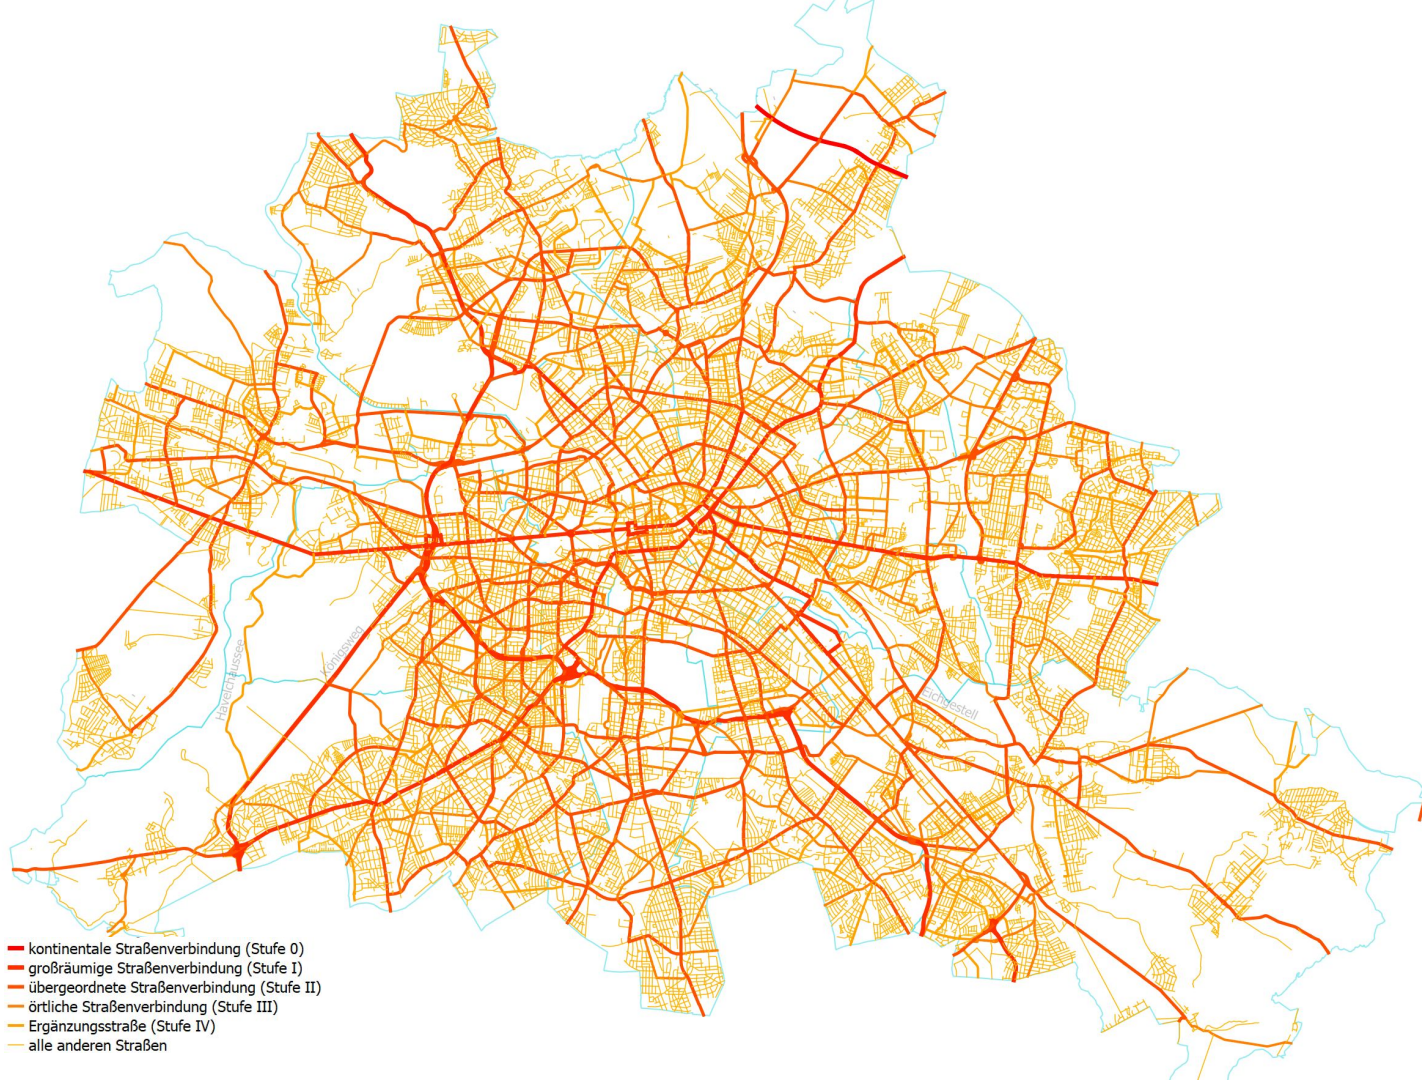 Königsweg
Havelchaussee
Eichgestell
kontinentale Straßenverbindung (Stufe 0)
großräumige Straßenverbindung (Stufe I)
übergeordnete Straßenverbindung (Stufe II)
örtliche Straßenverbindung (Stufe III)
Ergänzungsstraße (Stufe IV)
alle anderen Straßen